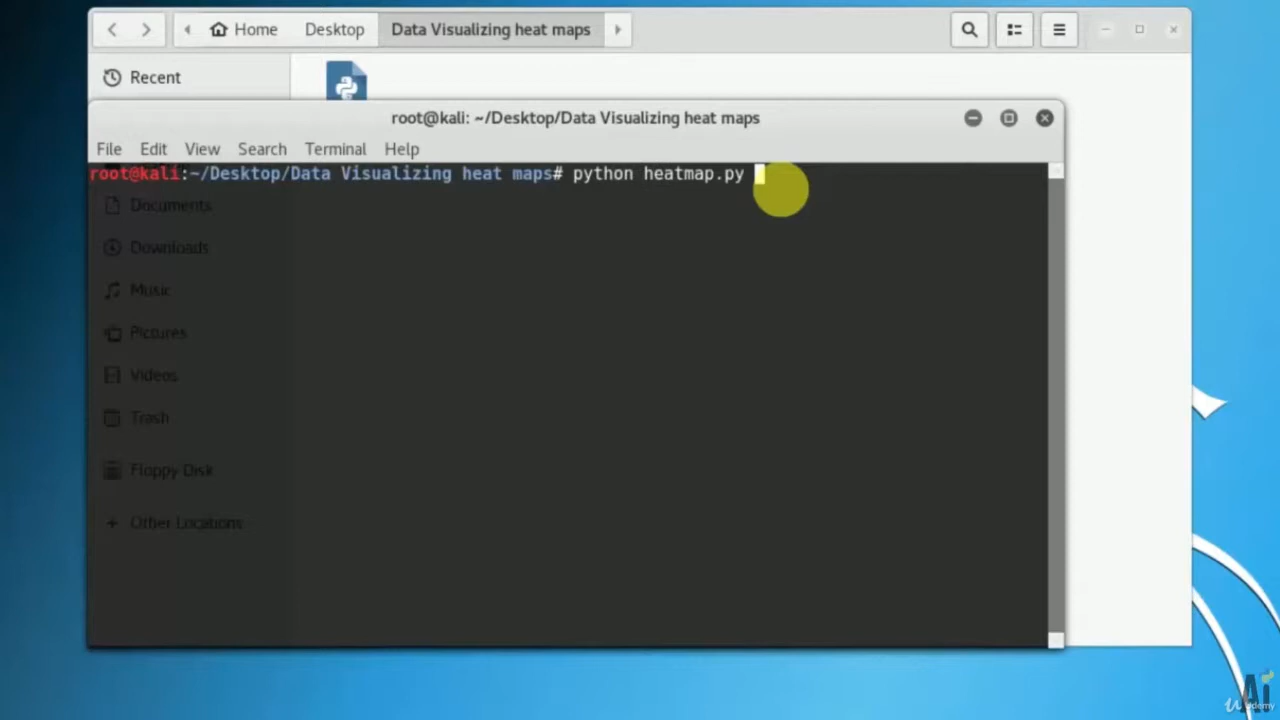 Home Desktop Data Visualizing heat maps
Recent
root@kali: ~/Desktop/Data Visualizing heat maps
File Edit View Search Terminal Help
root@kali:~/Desktop/Data Visualizing heat maps# python heatmap.py
Documents
Downloads
Music
Pictures
Videos
Trash
Floppy Disk
+ Other Locations
Ai
Udemy